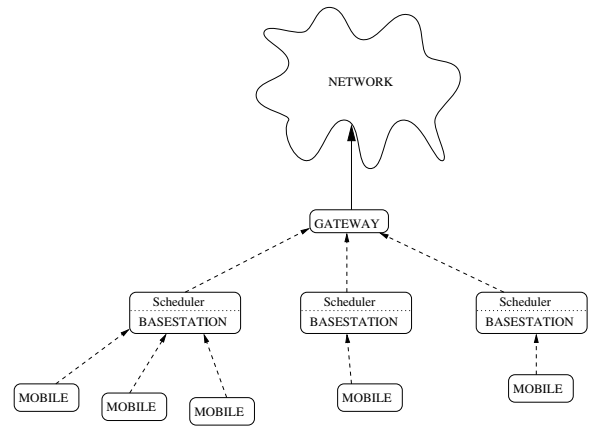 NETWORK
GATEWAY
Scheduler
BASESTATION
Scheduler
BASESTATION
Scheduler
BASESTATION
MOBILE
MOBILE
MOBILE
MOBILE
MOBILE